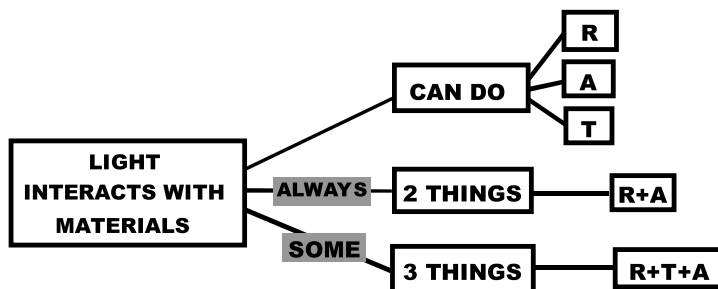 LIGHT
INTERACTS WITH
MATERIALS
CAN DO
R
A
T
ALWAYS
2 THINGS
R+A
SOME
3 THINGS
R+T+A